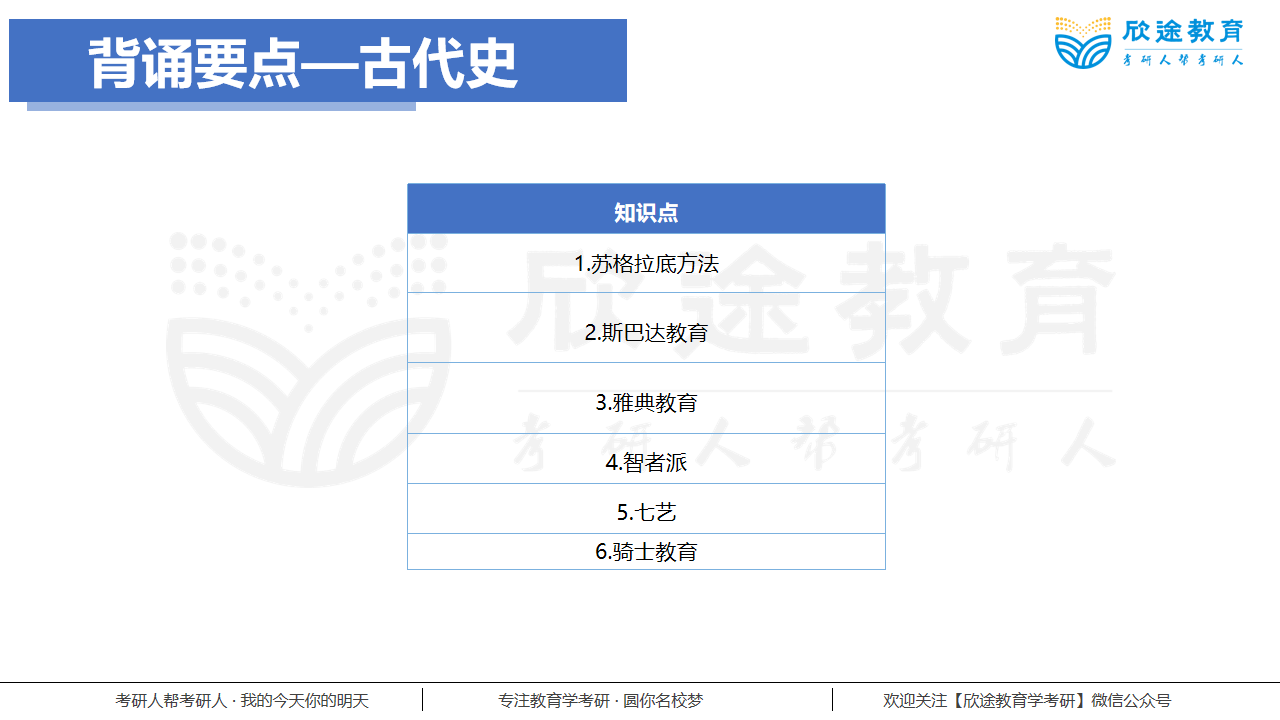 背诵要点—古代史
欣途教育
考研人帮考研人
知识点
1.苏格拉底方法
2.斯巴达教育
3.雅典教育
4.智者派
5.七艺
6.骑士教育
欣途教育
考研人帮考研人
考研人帮考研人 · 我的今天你的明天
专注教育学考研 · 圆你名校梦
欢迎关注【欣途教育学考研】微信公众号